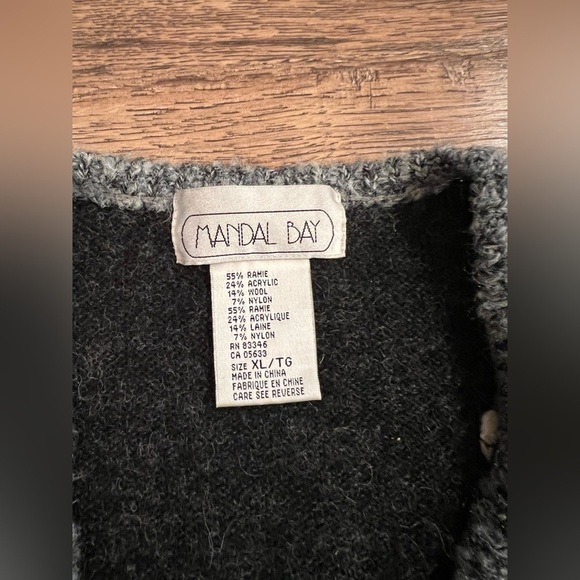 MANDAL BAY
55% RAMIE
24% ACRYLIC
14% WOOL
7% NYLON
55% RAMIE
24% ACRYLIQUE
14% LAINE
7% NYLON
RN 83346
CA 05633
SIZE XL/TG
MADE IN CHINA
FABRIQUE EN CHINE
CARE SEE REVERSE